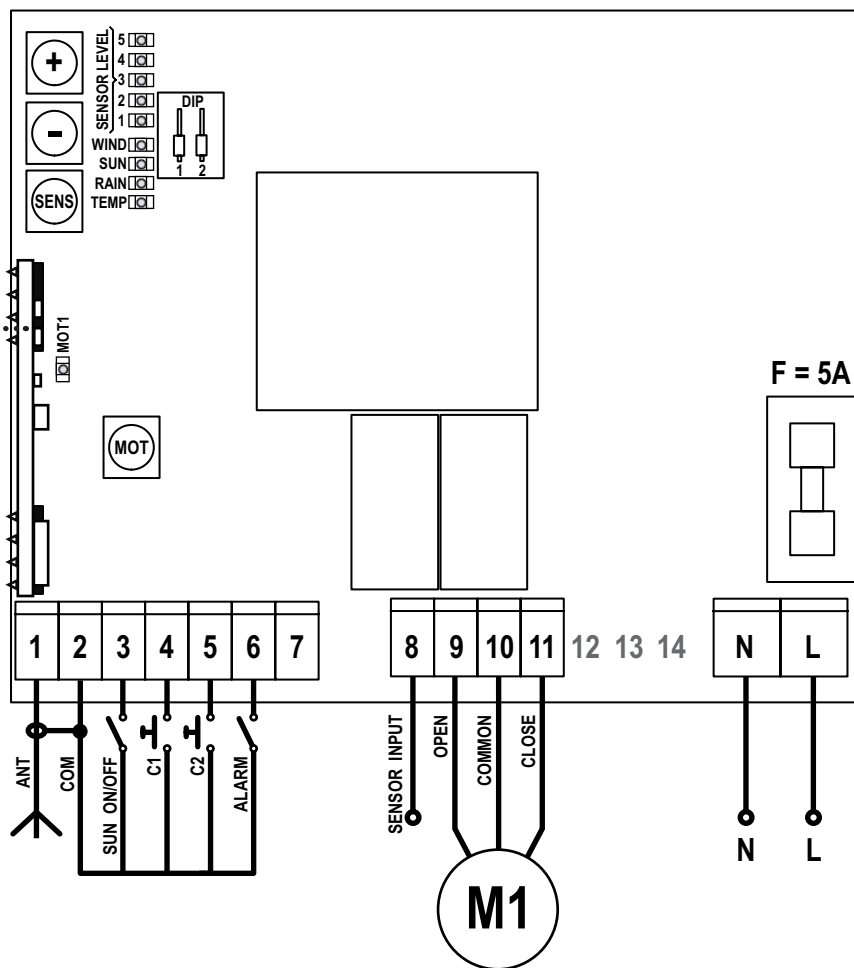 +
-
SENS
SENSOR LEVEL
5
4
3
2
1
WIND
SUN
RAIN
TEMP
DIP
1 2
MOT1
MOT
F = 5A
1 2 3 4 5 6 7
8 9 10 11 12 13 14
N L
ANT
COM
SUN ON/OFF
C1
C2
ALARM
SENSOR INPUT
OPEN
COMMON
CLOSE
M1
N L